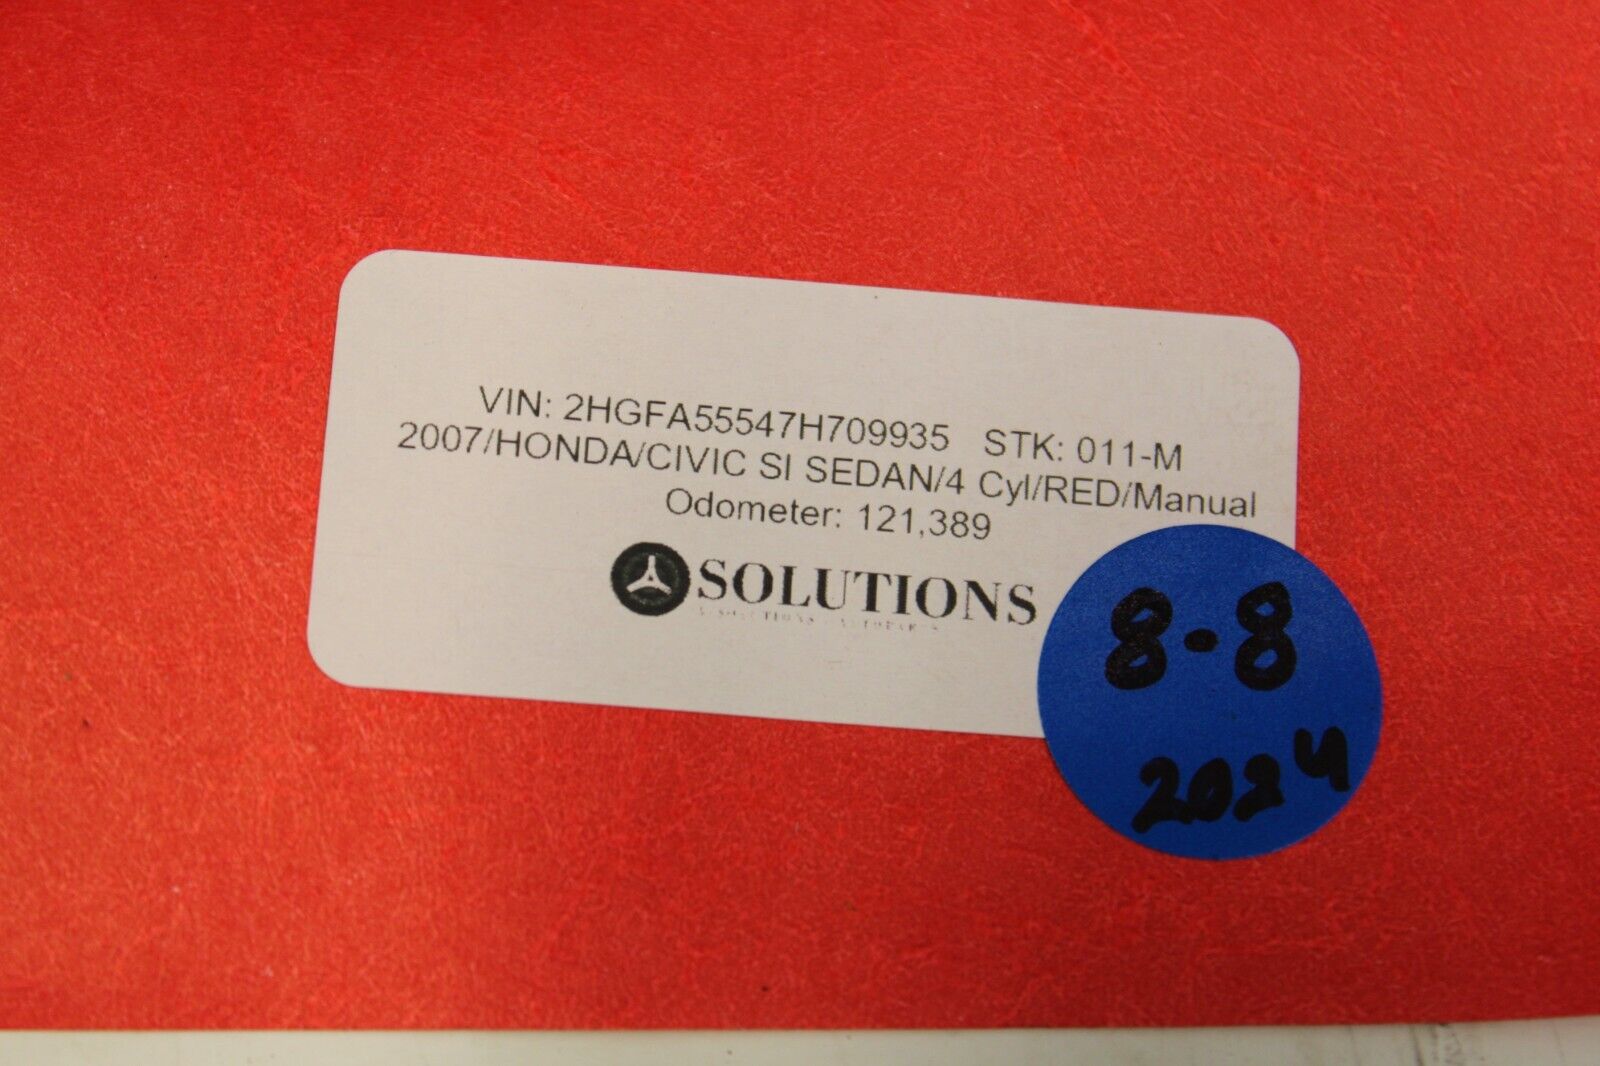 VIN: 2HGFA55547H709935 STK: 011-M
2007/HONDA/CIVIC SI SEDAN/4 Cyl/RED/Manual
Odometer: 121,389
SOLUTIONS
8-8
2024